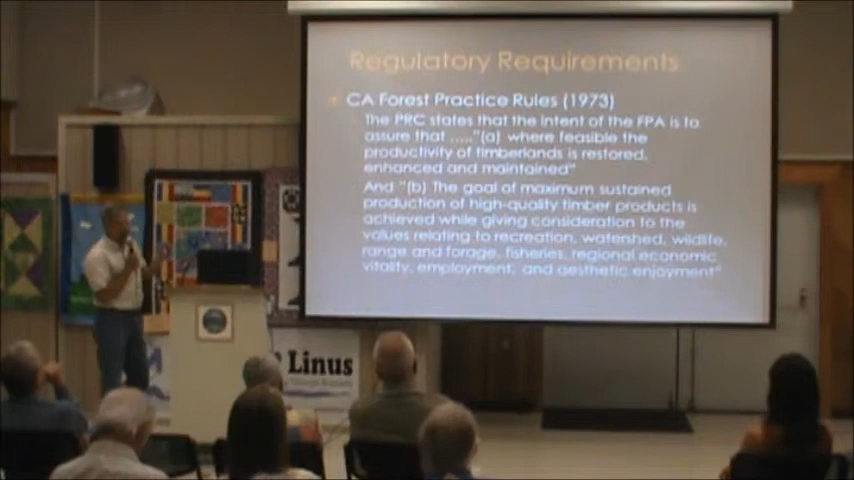 Regulatory Requirements
CA Forest Practice Rules (1973)
The PRC states that the intent of the FPA is to
assure that ....."(a) where feasible the
productivity of timberlands is restored,
enhanced and maintained"
And "(b) The goal of maximum sustained
production of high-quality timber products is
achieved while giving consideration to the
values relating to recreation, watershed, wildlife,
range and forage, fisheries, regional economic
vitality, employment, and aesthetic enjoyment"
Linus